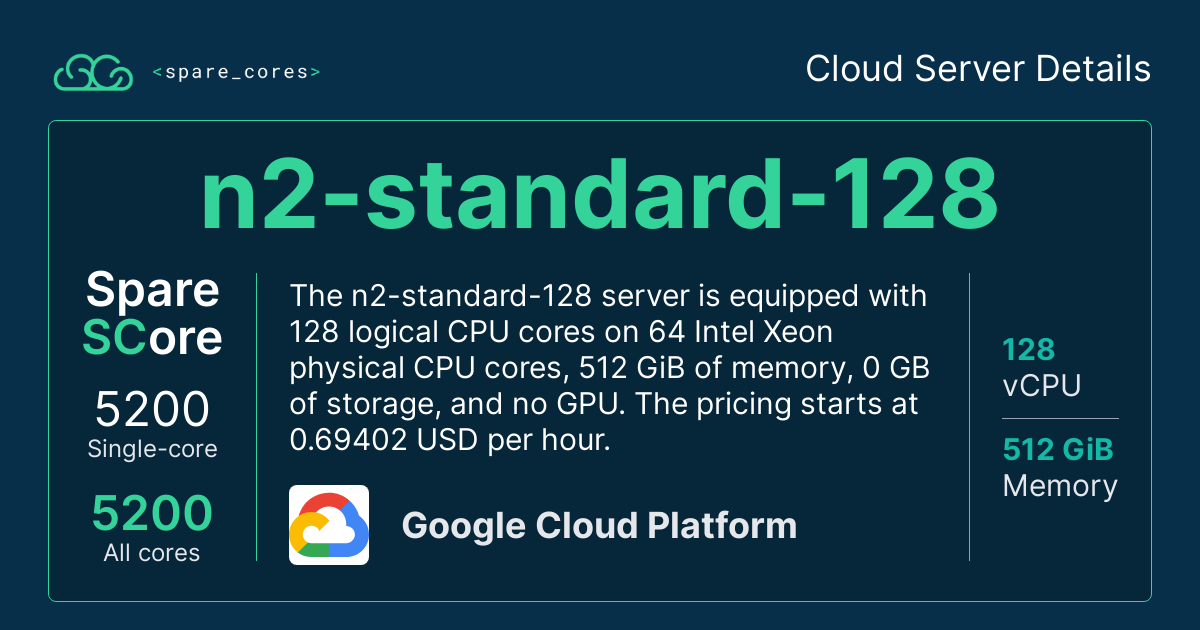 <spare_cores>
Cloud Server Details
n2-standard-128
Spare
SCore
5200
Single-core
5200
All cores
The n2-standard-128 server is equipped with
128 logical CPU cores on 64 Intel Xeon
physical CPU cores, 512 GiB of memory, 0 GB
of storage, and no GPU. The pricing starts at
0.69402 USD per hour.
Google Cloud Platform
128
vCPU
512 GiB
Memory